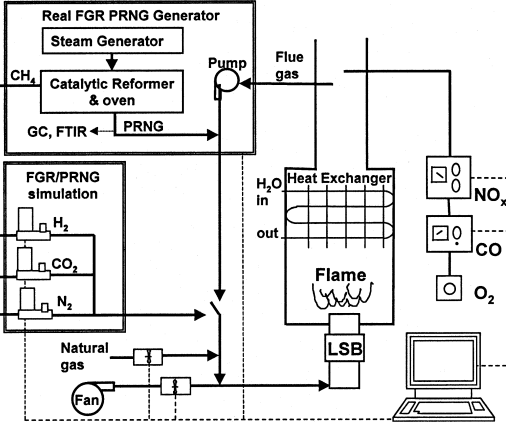 Real FGR PRNG Generator
Steam Generator
CH4
Catalytic Reformer
& oven
Pump
Flue
gas
GC, FTIR
PRNG
FGR/PRNG
simulation
H2
CO2
N2
H2O
in
Heat Exchanger
out
Flame
LSB
NOx
CO
O2
Natural
gas
Fan